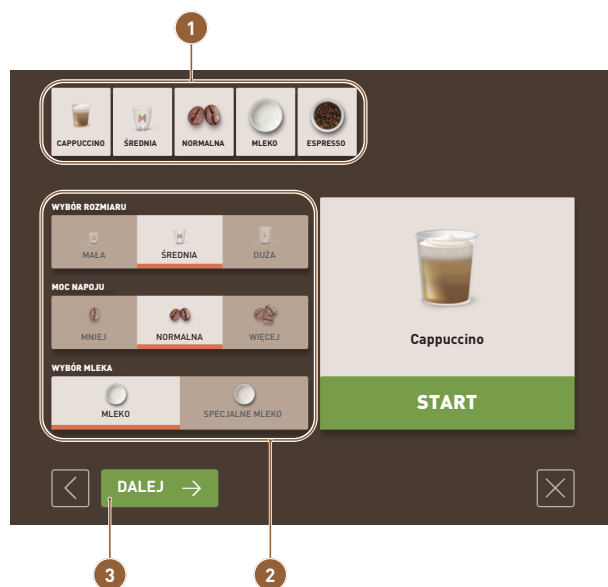 1
M
CAPPUCCINO ŚREDNIA NORMALNA MLEKO ESPRESSO
WYBÓR ROZMIARU
M
MAŁA ŚREDNIA DUŻA
MOC NAPOJU
MNIEJ NORMALNA WIĘCEJ
WYBÓR MLEKA
MLEKO SPECJALNE MLEKO
Cappuccino
START
DALEJ →
3 2